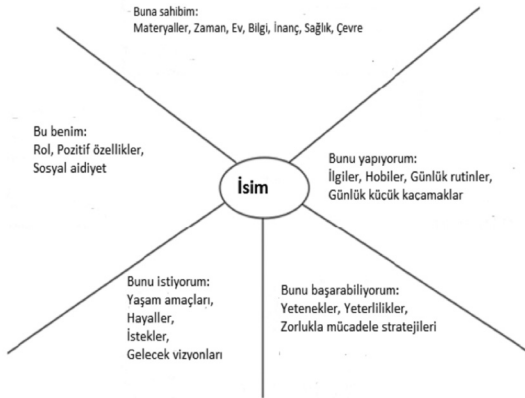 Buna sahibim:
Materyaller, Zaman, Ev, Bilgi, İnanç, Sağlık, Çevre
Bu benim:
Rol, Pozitif özellikler,
Sosyal aidiyet
İsim
Bunu yapıyorum:
İlgiler, Hobiler, Günlük rutinler,
Günlük küçük kaçamaklar
Bunu istiyorum:
Yaşam amaçları,
Hayaller,
İstekler,
Gelecek vizyonları
Bunu başarabiliyorum:
Yetenekler, Yeterlilikler,
Zorlukla mücadele stratejileri